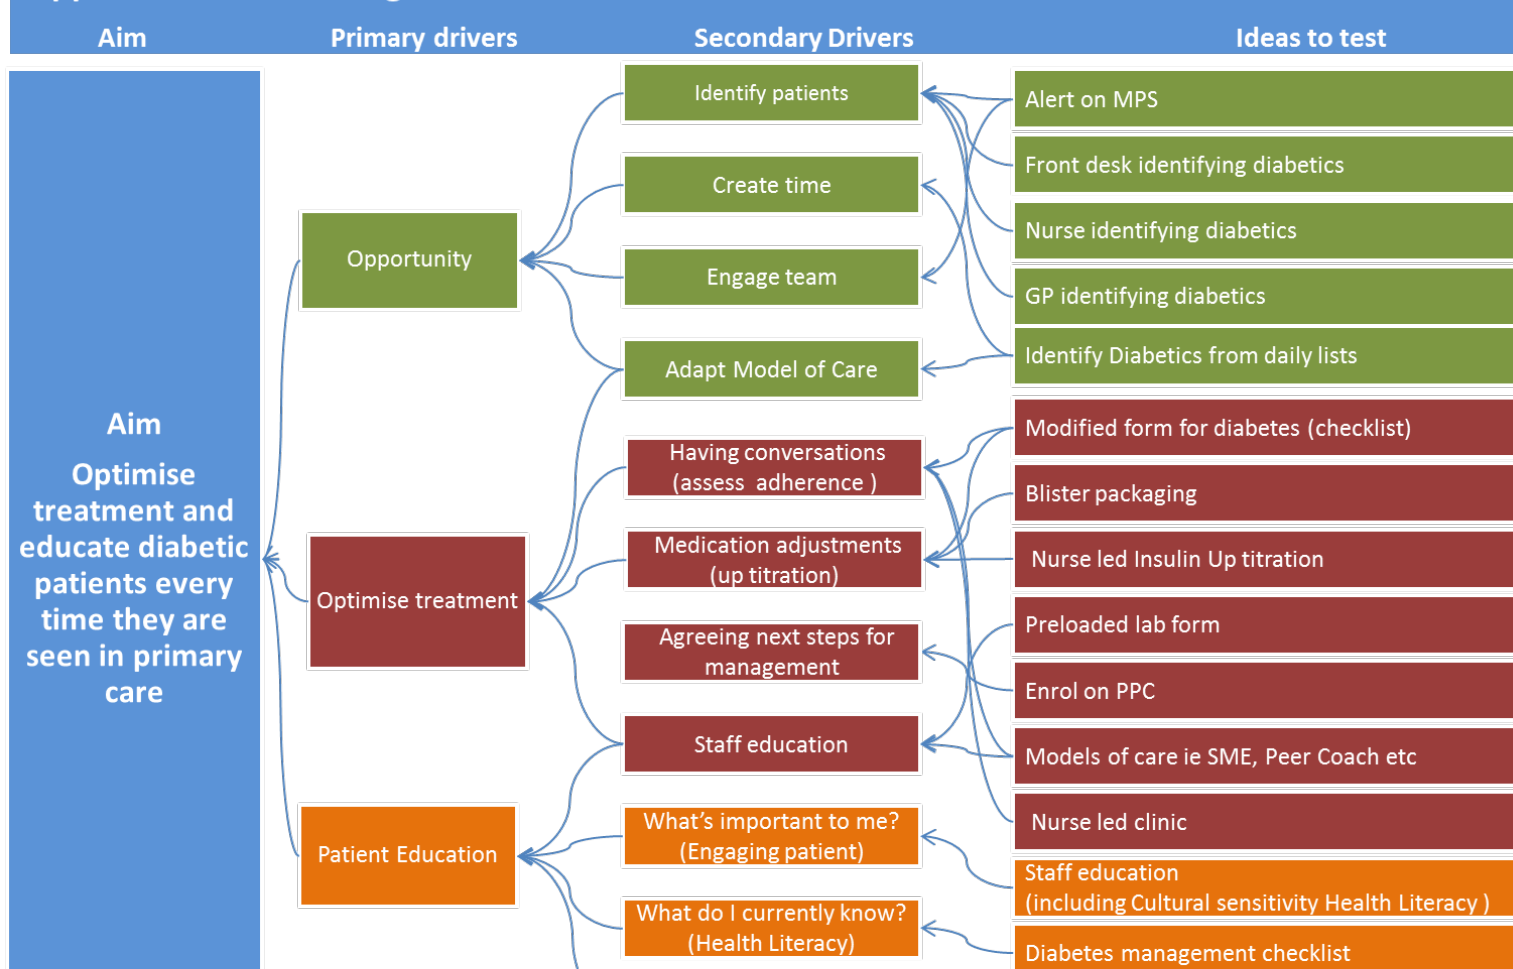 Aim
Primary drivers
Secondary Drivers
Ideas to test
Aim
Optimise
treatment and
educate diabetic
patients every
time they are
seen in primary
care
Opportunity
Optimise treatment
Patient Education
Identify patients
Create time
Engage team
Adapt Model of Care
Having conversations
(assess  adherence )
Medication adjustments
(up titration)
Agreeing next steps for
management
Staff education
What’s important to me?
(Engaging patient)
What do I currently know?
(Health Literacy)
Alert on MPS
Front desk identifying diabetics
Nurse identifying diabetics
GP identifying diabetics
Identify Diabetics from daily lists
Modified form for diabetes (checklist)
Blister packaging
Nurse led Insulin Up titration
Preloaded lab form
Enrol on PPC
Models of care ie SME, Peer Coach etc
Nurse led clinic
Staff education
(including Cultural sensitivity Health Literacy )
Diabetes management checklist